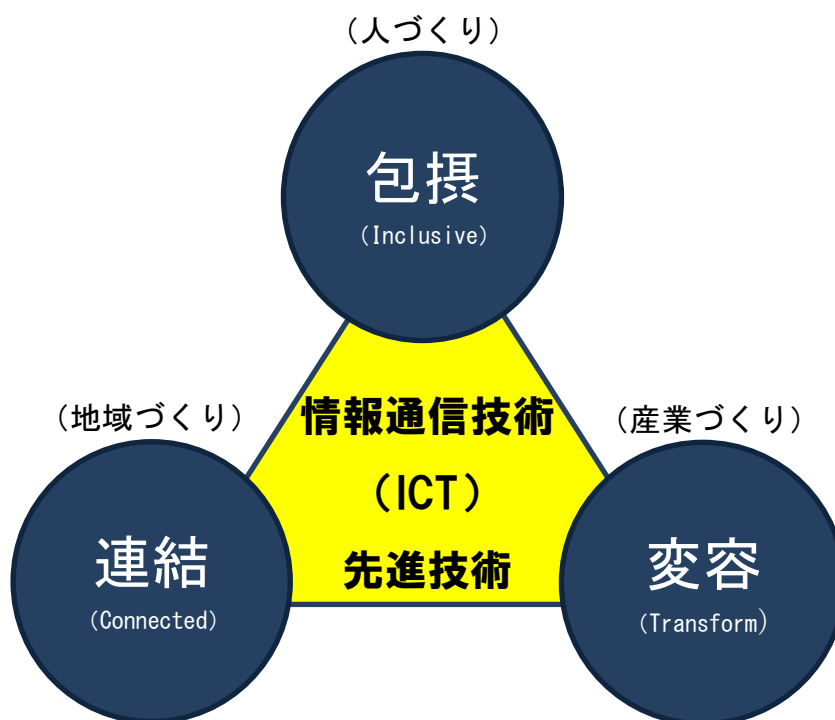 (人づくり)
包摂
(Inclusive)
(地域づくり)
情報通信技術
(産業づくり)
(ICT)
連結
先進技術
変容
(Connected)
(Transform)